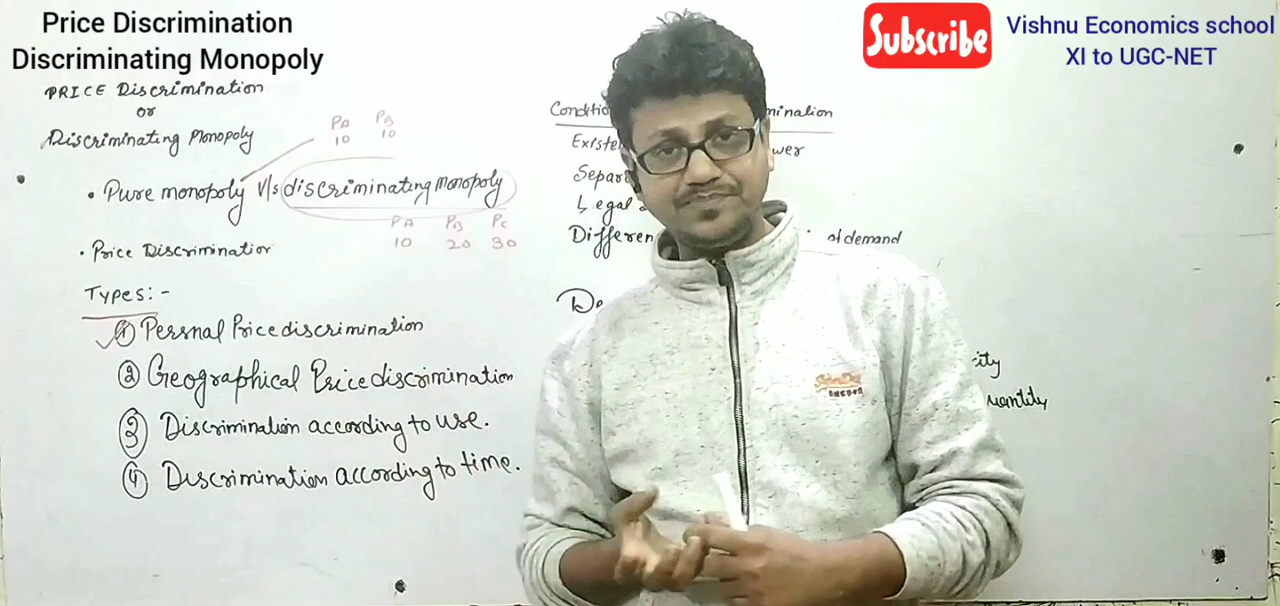 Price Discrimination
Discriminating Monopoly
Subscribe
Vishnu Economics school
XI to UGC-NET
PRICE Discrimination
or
Discriminating Monopoly
PA PB
10 10
• Pure monopoly V/s discriminating monopoly
PA PB PC
10 20 30
• Price Discrimination
Types:-
① Persnal Price discrimination
② Geographical Price discrimination
③ Discrimination according to use.
④ Discrimination according to time.
of demand